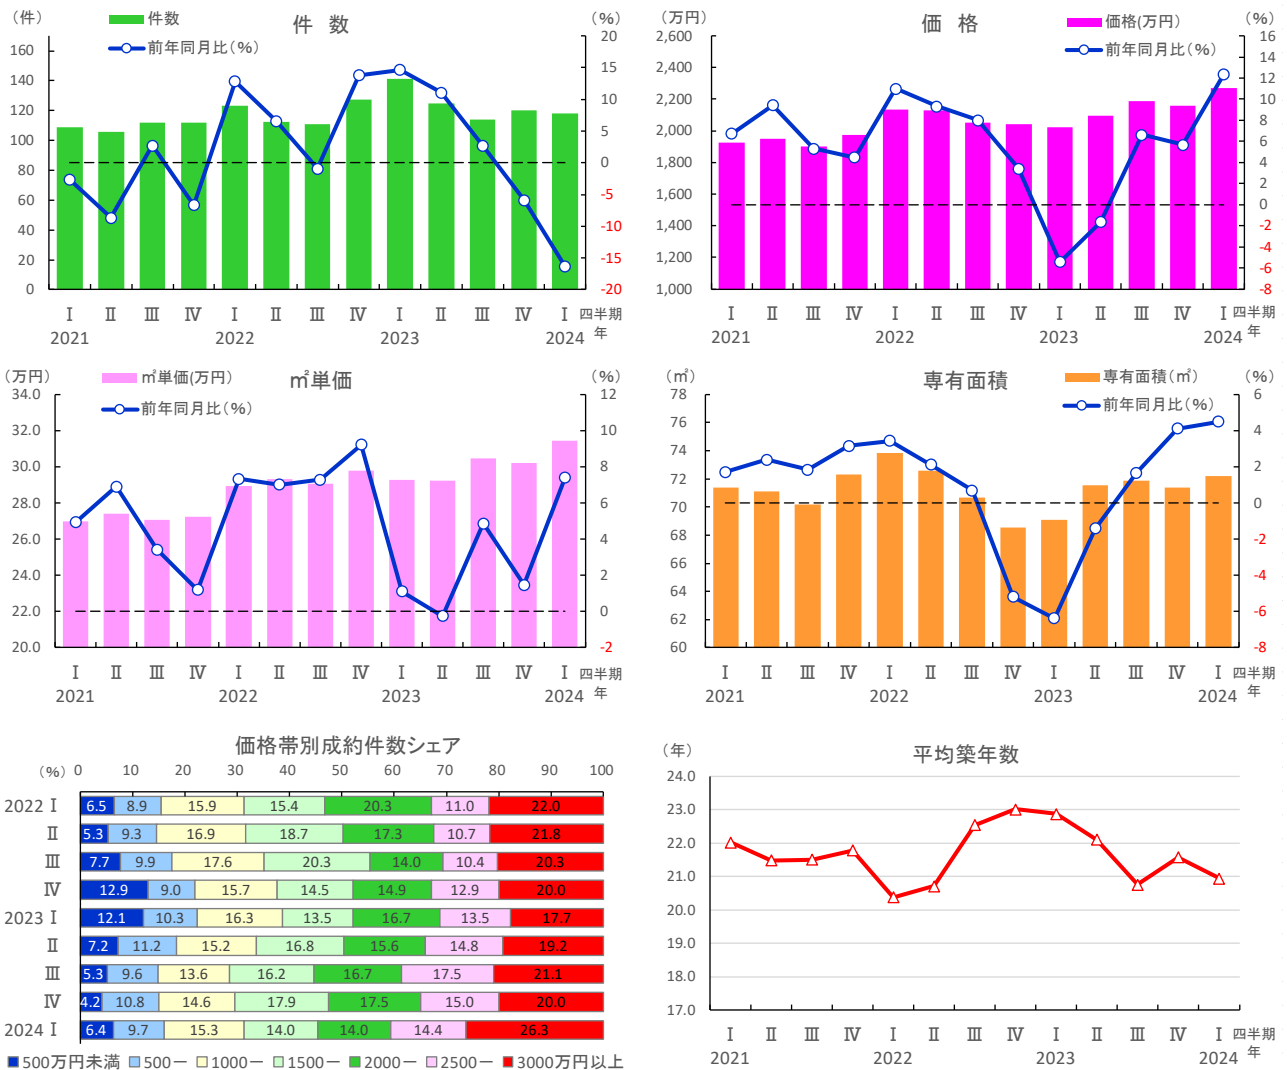 件　数
(件)
(%)
件数
前年同月比(%)
160
140
120
100
80
60
40
20
0
20
15
10
5
0
-5
-10
-15
-20
Ⅰ Ⅱ Ⅲ Ⅳ Ⅰ Ⅱ Ⅲ Ⅳ Ⅰ Ⅱ Ⅲ Ⅳ Ⅰ 四半期
2021 2022 2023 2024 年
価　格
(万円)
(%)
価格(万円)
前年同月比(%)
2,600
2,400
2,200
2,000
1,800
1,600
1,400
1,200
1,000
16
14
12
10
8
6
4
2
0
-2
-4
-6
-8
Ⅰ Ⅱ Ⅲ Ⅳ Ⅰ Ⅱ Ⅲ Ⅳ Ⅰ Ⅱ Ⅲ Ⅳ Ⅰ 四半期
2021 2022 2023 2024 年
㎡単価
(万円)
(%)
㎡単価(万円)
前年同月比(%)
34.0
32.0
30.0
28.0
26.0
24.0
22.0
20.0
12
10
8
6
4
2
0
-2
Ⅰ Ⅱ Ⅲ Ⅳ Ⅰ Ⅱ Ⅲ Ⅳ Ⅰ Ⅱ Ⅲ Ⅳ Ⅰ 四半期
2021 2022 2023 2024 年
専有面積
(㎡)
(%)
専有面積(㎡)
前年同月比(%)
78
76
74
72
70
68
66
64
62
60
6
4
2
0
-2
-4
-6
-8
Ⅰ Ⅱ Ⅲ Ⅳ Ⅰ Ⅱ Ⅲ Ⅳ Ⅰ Ⅱ Ⅲ Ⅳ Ⅰ 四半期
2021 2022 2023 2024 年
価格帯別成約件数シェア
(%) 0 10 20 30 40 50 60 70 80 90 100
2022 Ⅰ 6.5 8.9 15.9 15.4 20.3 11.0 22.0
Ⅱ 5.3 9.3 16.9 18.7 17.3 10.7 21.8
Ⅲ 7.7 9.9 17.6 20.3 14.0 10.4 20.3
Ⅳ 12.9 9.0 15.7 14.5 14.9 12.9 20.0
2023 Ⅰ 12.1 10.3 16.3 13.5 16.7 13.5 17.7
Ⅱ 7.2 11.2 15.2 16.8 15.6 14.8 19.2
Ⅲ 5.3 9.6 13.6 16.2 16.7 17.5 21.1
Ⅳ 4.2 10.8 14.6 17.9 17.5 15.0 20.0
2024 Ⅰ 6.4 9.7 15.3 14.0 14.0 14.4 26.3
500万円未満 500ー 1000ー 1500ー 2000ー 2500ー 3000万円以上
平均築年数
(年)
24.0
23.0
22.0
21.0
20.0
19.0
18.0
17.0
Ⅰ Ⅱ Ⅲ Ⅳ Ⅰ Ⅱ Ⅲ Ⅳ Ⅰ Ⅱ Ⅲ Ⅳ Ⅰ 四半期
2021 2022 2023 2024 年